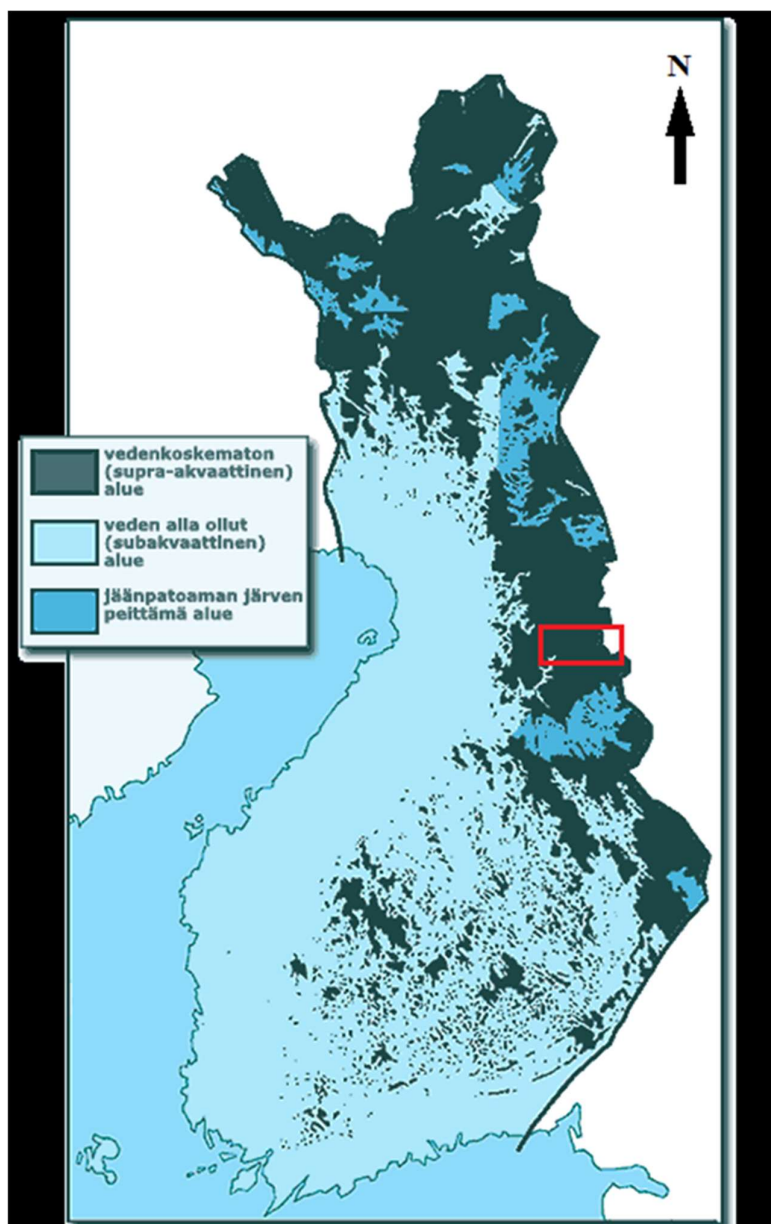 N
vedenkoskematon
(supra-akvaattinen)
alue
veden alla ollut
(subakvaattinen)
alue
jäänpatoaman järven
peittämä alue